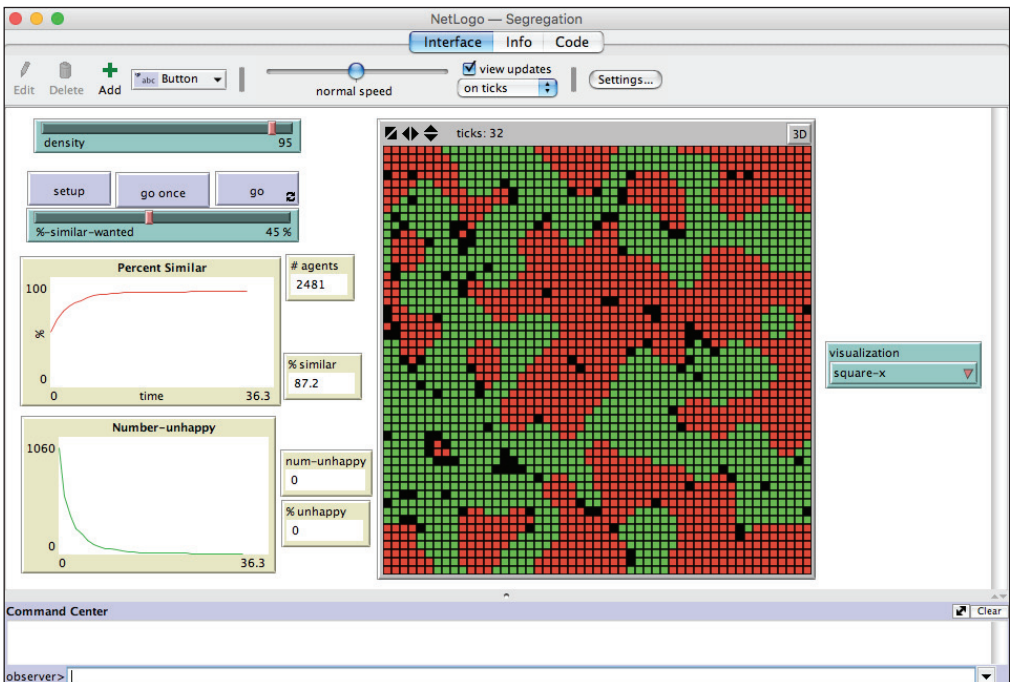 NetLogo — Segregation
Interface Info Code
Edit Delete Add abc Button normal speed view updates on ticks Settings...
density 95
setup go once go
%-similar-wanted 45 %
ticks: 32 3D
Percent Similar
100
%
0
0 time 36.3
# agents
2481
% similar
87.2
Number-unhappy
1060
0
0 36.3
num-unhappy
0
% unhappy
0
visualization
square-x
Command Center Clear
observer>